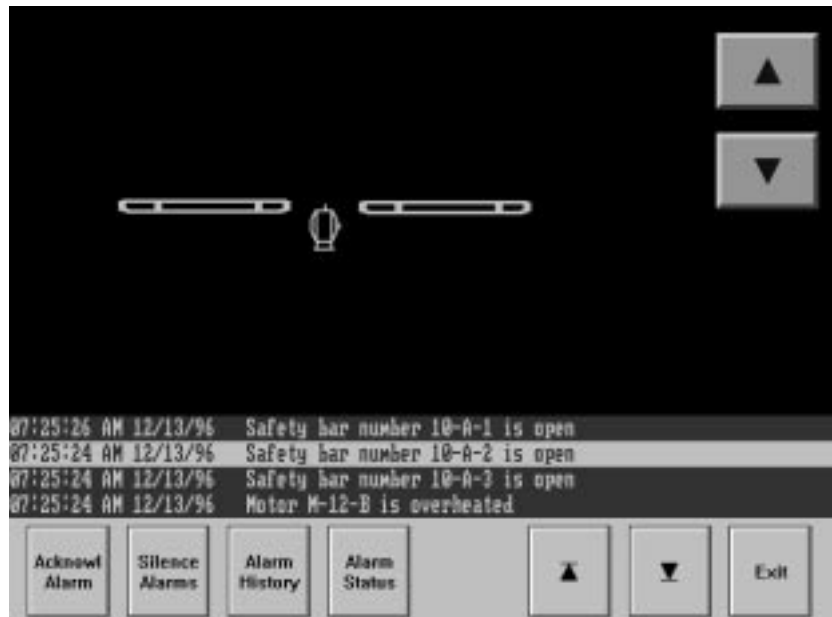 07:25:26 AM 12/13/96 Safety bar number 10-A-1 is open
07:25:24 AM 12/13/96 Safety bar number 10-A-2 is open
07:25:24 AM 12/13/96 Safety bar number 10-A-3 is open
07:25:24 AM 12/13/96 Motor M-12-B is overheated
Acknowl Alarm
Silence Alarms
Alarm History
Alarm Status
Exit